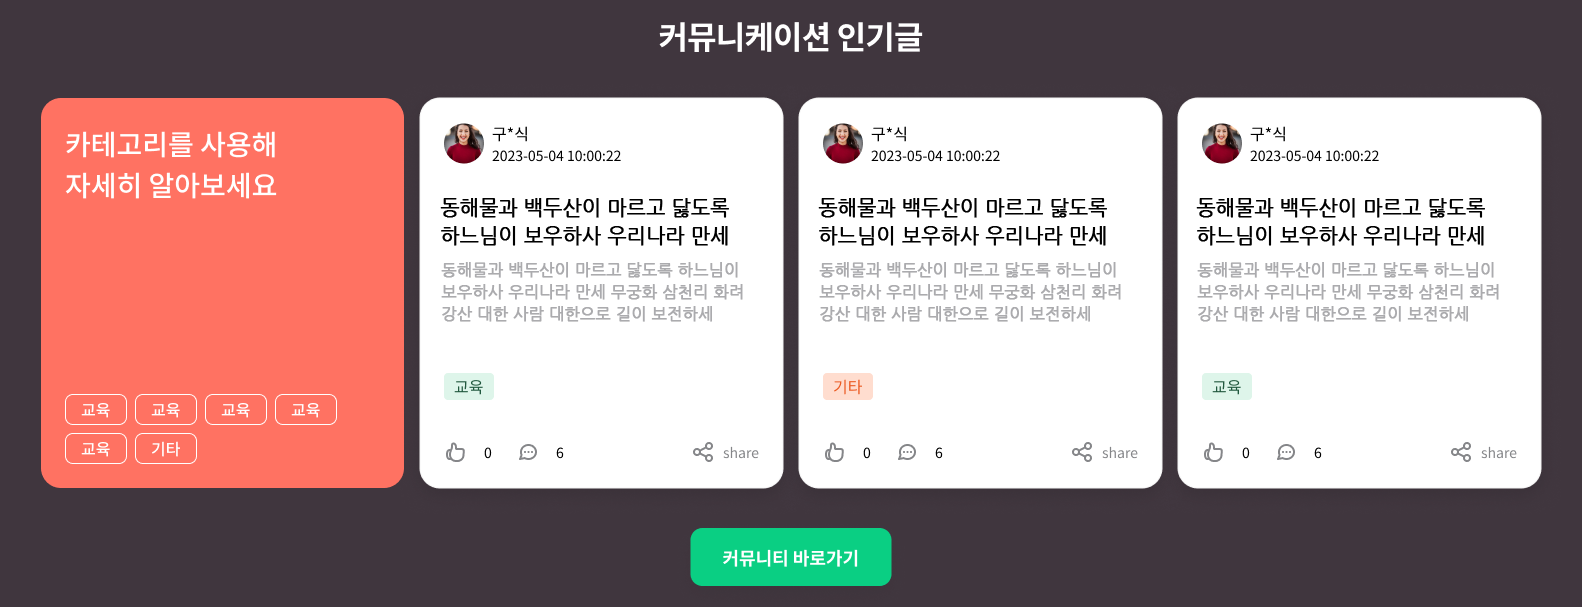 커뮤니케이션 인기글
카테고리를 사용해
자세히 알아보세요
교육 교육 교육 교육
교육 기타
구*식
2023-05-04 10:00:22
동해물과 백두산이 마르고 닳도록
하느님이 보우하사 우리나라 만세
동해물과 백두산이 마르고 닳도록 하느님이
보우하사 우리나라 만세 무궁화 삼천리 화려
강산 대한 사람 대한으로 길이 보전하세
교육
0 6 share
구*식
2023-05-04 10:00:22
동해물과 백두산이 마르고 닳도록
하느님이 보우하사 우리나라 만세
동해물과 백두산이 마르고 닳도록 하느님이
보우하사 우리나라 만세 무궁화 삼천리 화려
강산 대한 사람 대한으로 길이 보전하세
기타
0 6 share
구*식
2023-05-04 10:00:22
동해물과 백두산이 마르고 닳도록
하느님이 보우하사 우리나라 만세
동해물과 백두산이 마르고 닳도록 하느님이
보우하사 우리나라 만세 무궁화 삼천리 화려
강산 대한 사람 대한으로 길이 보전하세
교육
0 6 share
커뮤니티 바로가기